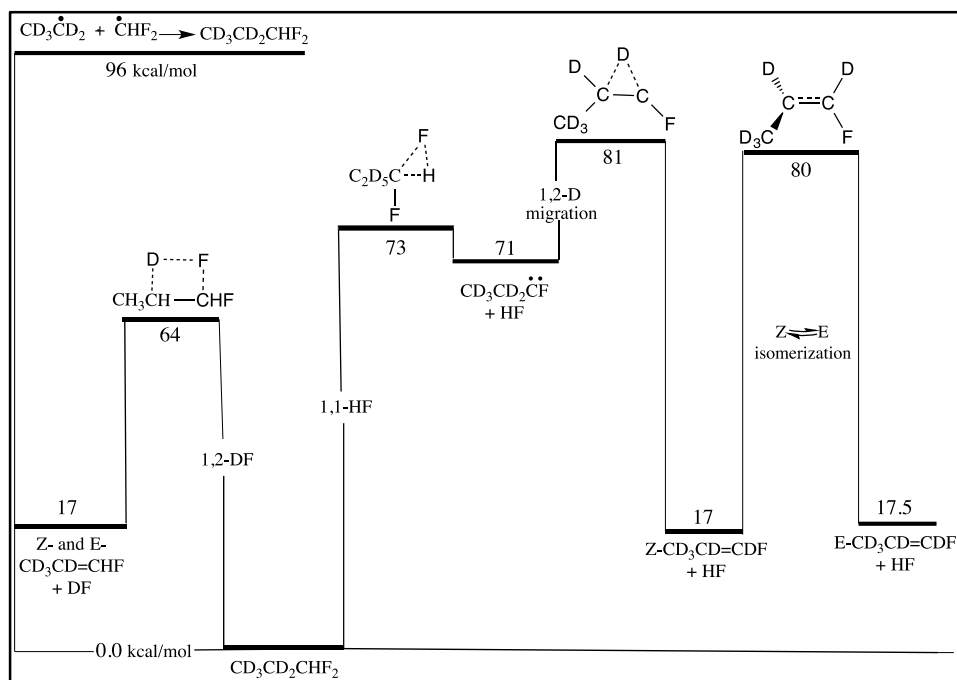 CD₃ĊD₂ + ĊHF₂ → CD₃CD₂CHF₂
96 kcal/mol
D
D
C C
CD₃ F
81
D D
C C
D₃C F
80
F
C₂D₅C H
F
73
71
CD₃CD₂C̈F
+ HF
1,2-D
migration
D F
CH₃CH CHF
64
Z⇌E
isomerization
1,1-HF
1,2-DF
17
Z- and E-
CD₃CD=CHF
+ DF
17
Z-CD₃CD=CDF
+ HF
17.5
E-CD₃CD=CDF
+ HF
0.0 kcal/mol
CD₃CD₂CHF₂